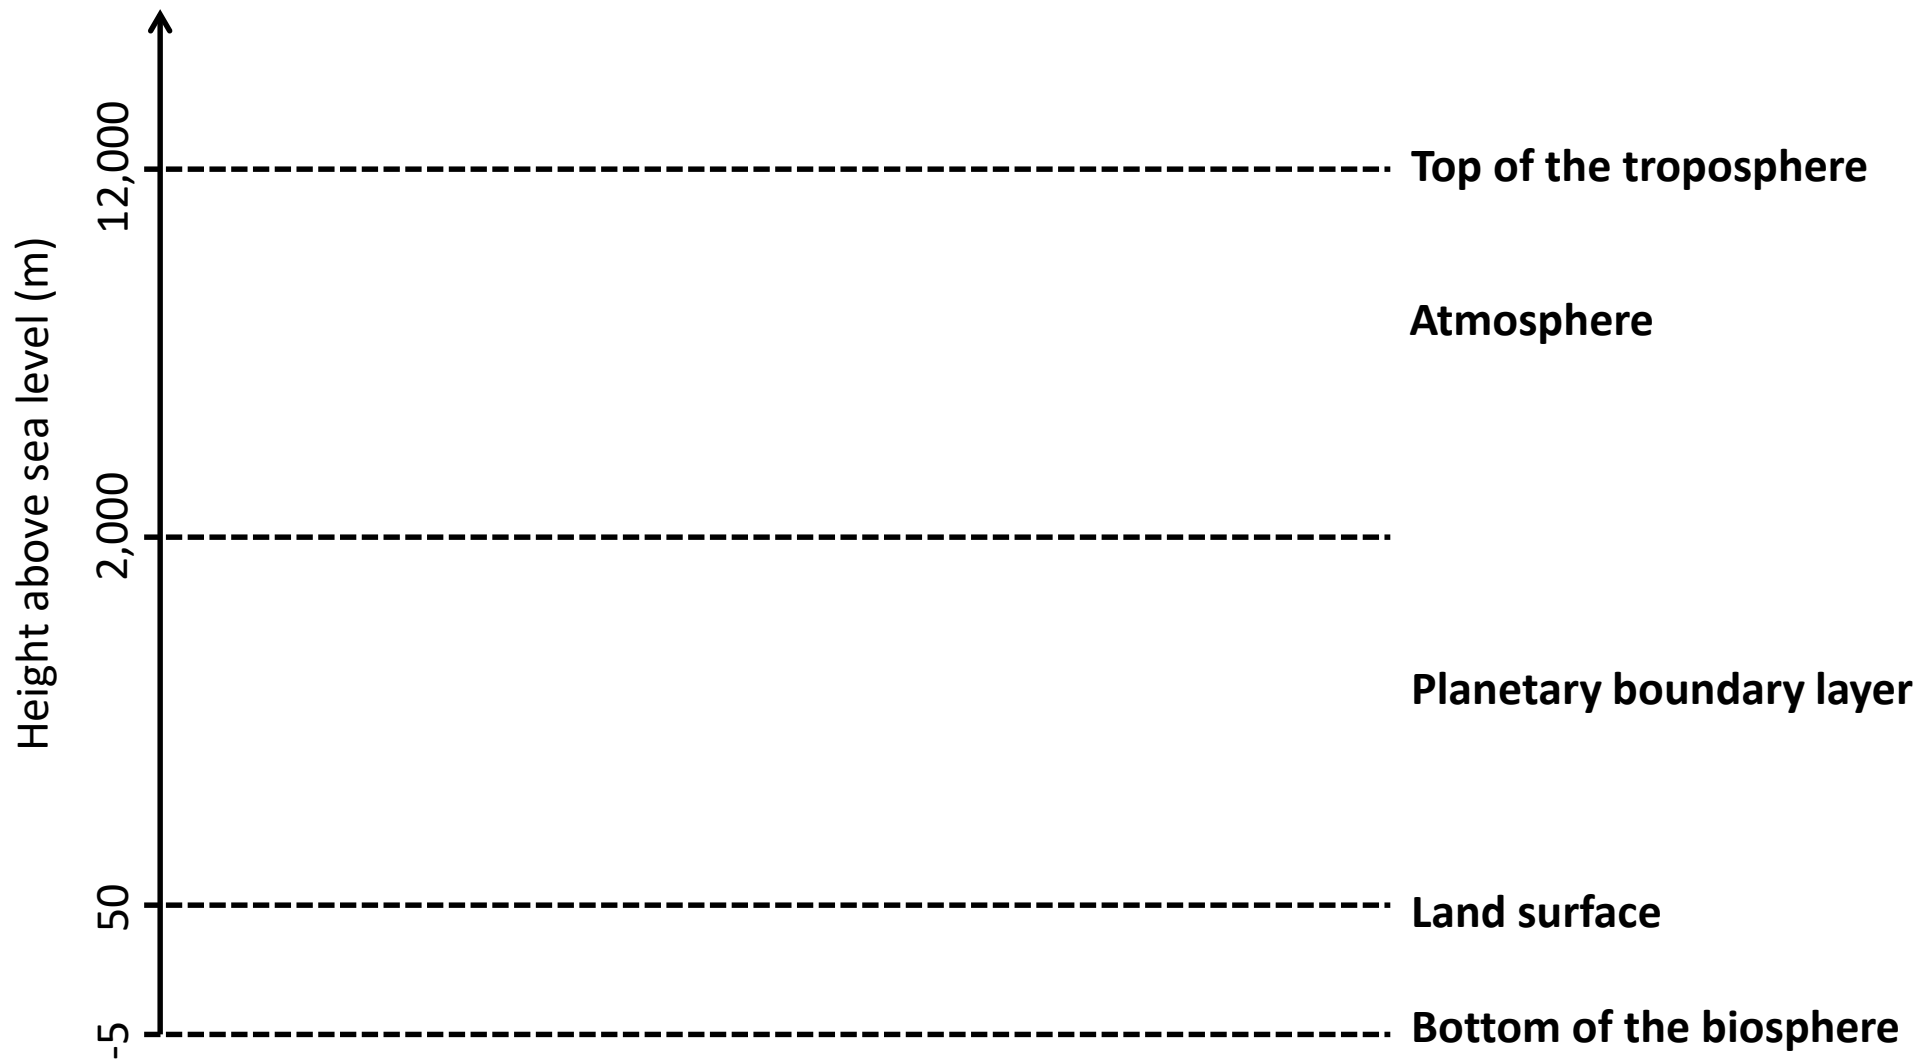 Height above sea level (m)
12,000
Top of the troposphere
Atmosphere
2,000
Planetary boundary layer
50
Land surface
-5
Bottom of the biosphere